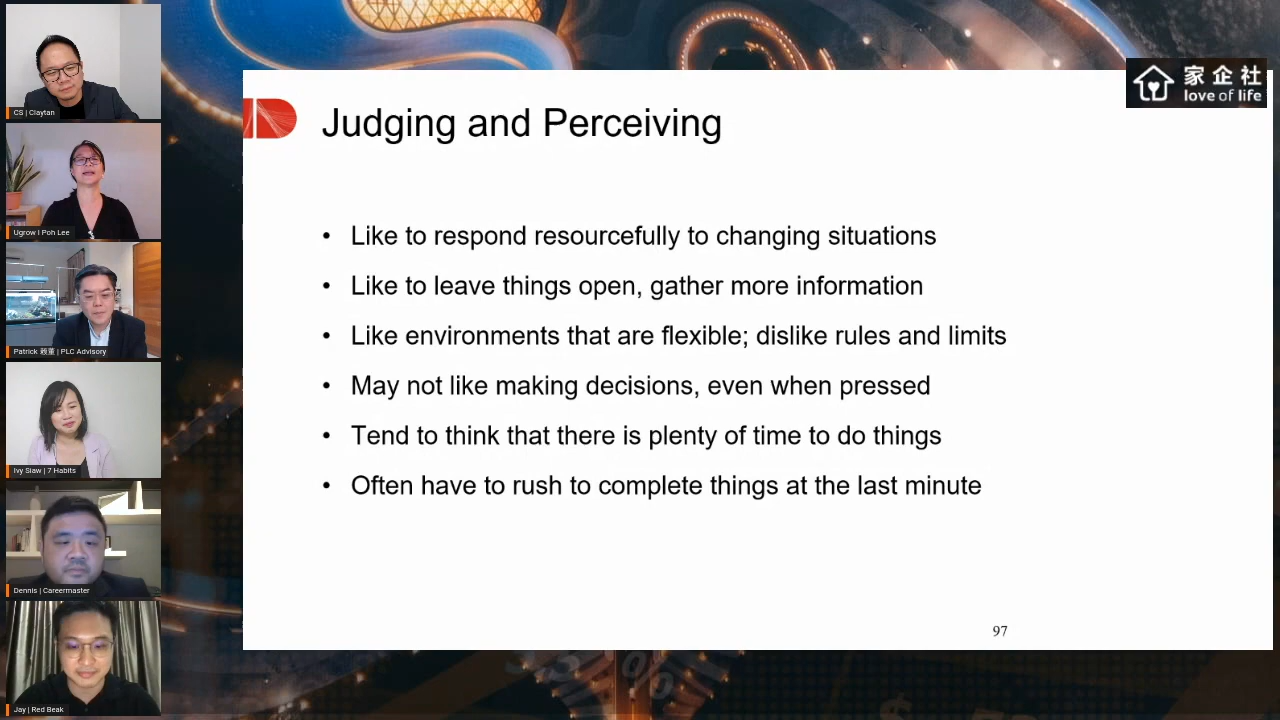 CS | Claytan
Ugrow I Poh Lee
Patrick 赖董 | PLC Advisory
Ivy Siaw | 7 Habits
Dennis | Careermaster
Jay | Red Beak
家企社
love of life
Judging and Perceiving
• Like to respond resourcefully to changing situations
• Like to leave things open, gather more information
• Like environments that are flexible; dislike rules and limits
• May not like making decisions, even when pressed
• Tend to think that there is plenty of time to do things
• Often have to rush to complete things at the last minute
97